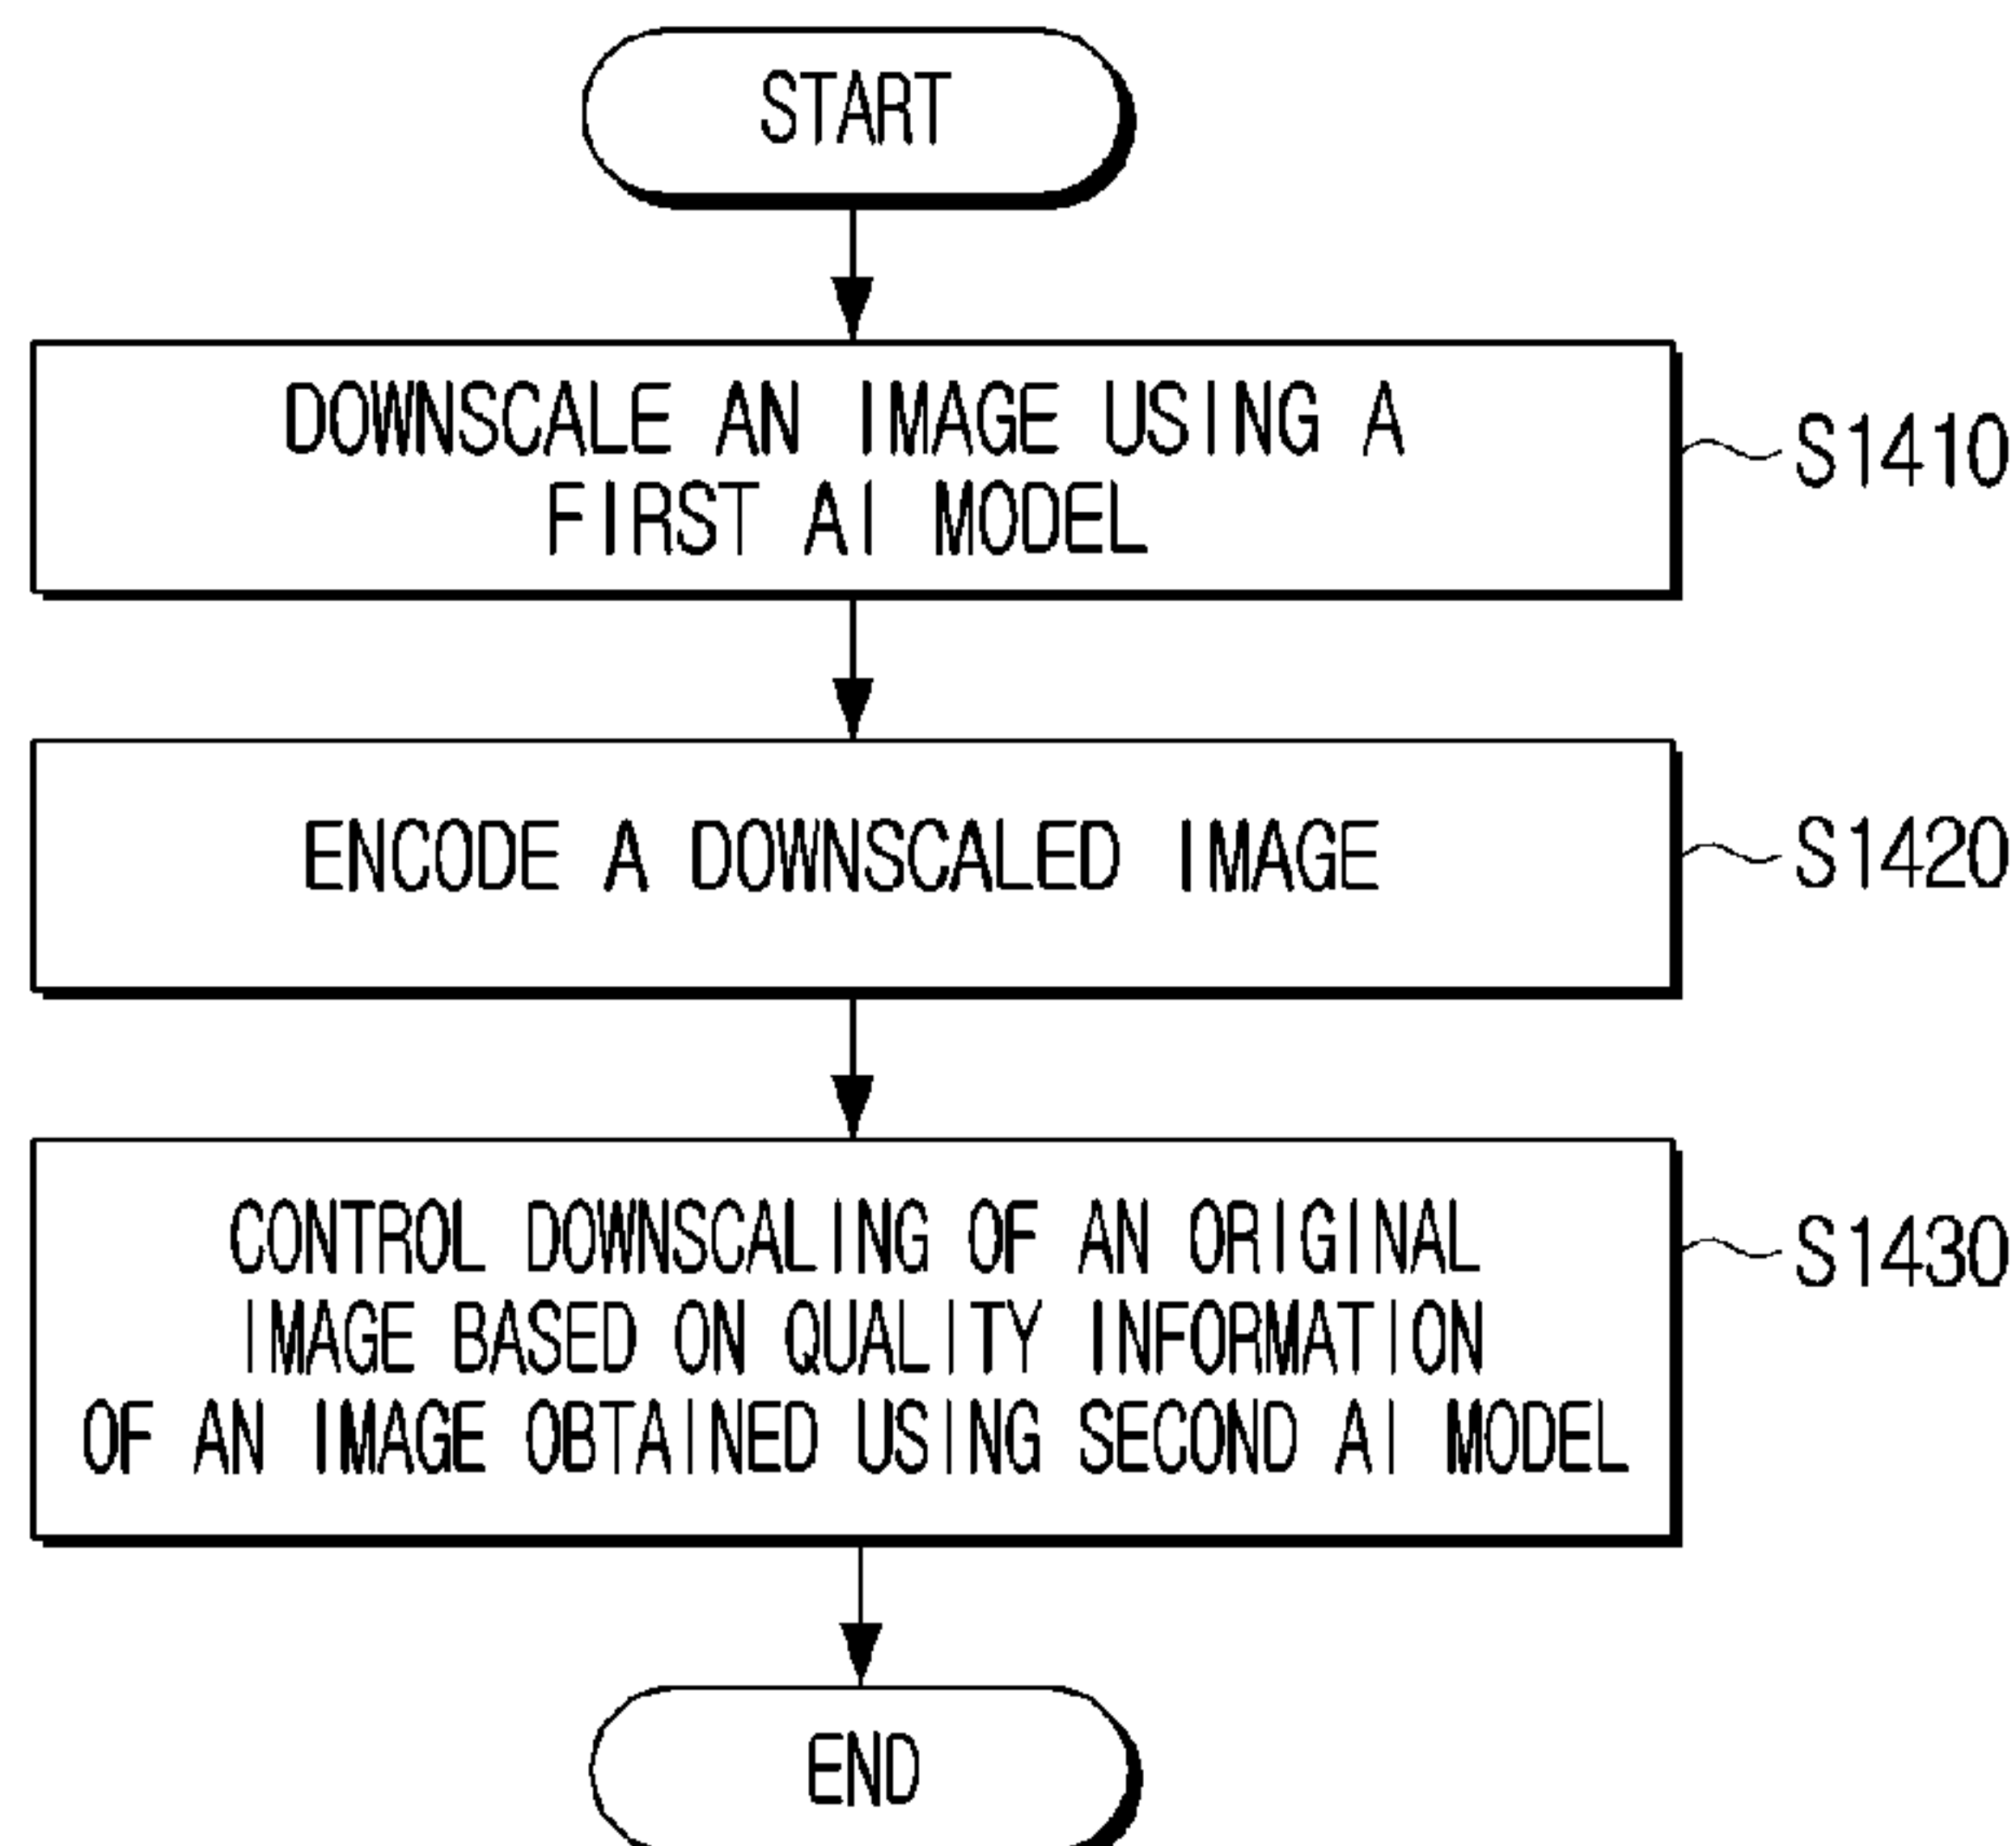 START
DOWNSCALE AN IMAGE USING A
FIRST AI MODEL
S1410
ENCODE A DOWNSCALED IMAGE
S1420
CONTROL DOWNSCALING OF AN ORIGINAL
IMAGE BASED ON QUALITY INFORMATION
OF AN IMAGE OBTAINED USING SECOND AI MODEL
S1430
END